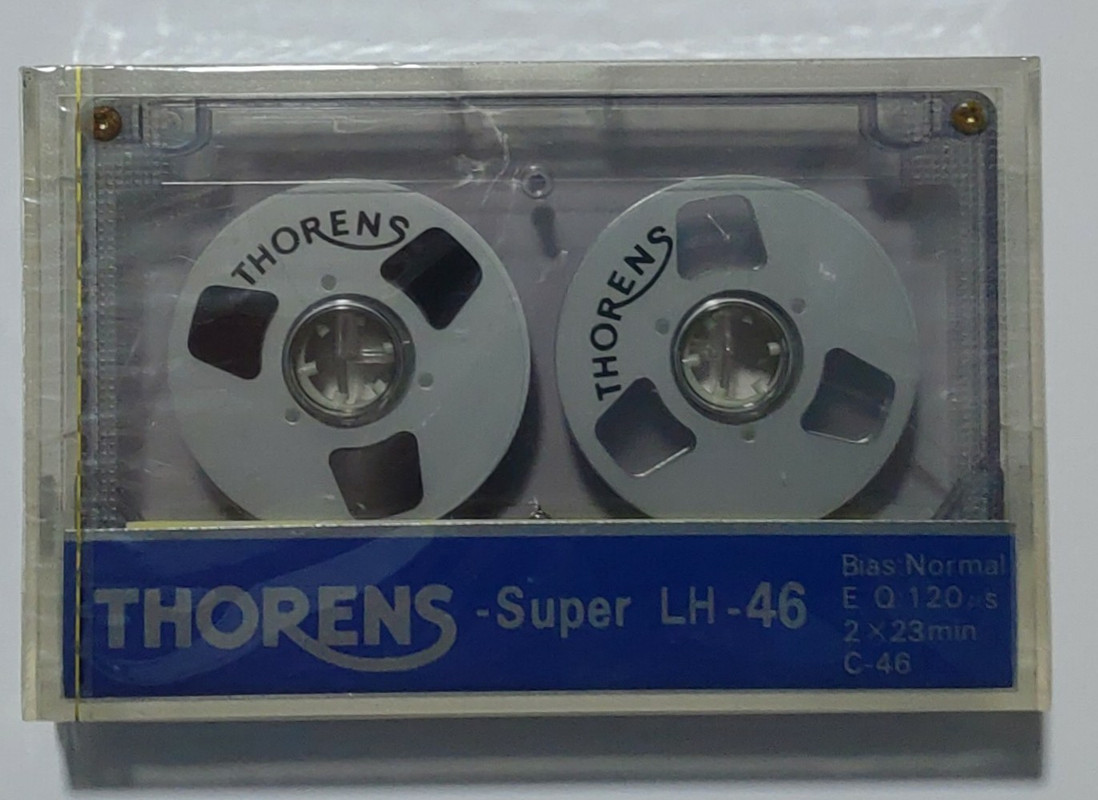 THORENS
THORENS
THORENS -Super LH-46
Bias Normal
E Q 120μs
2×23min
C-46